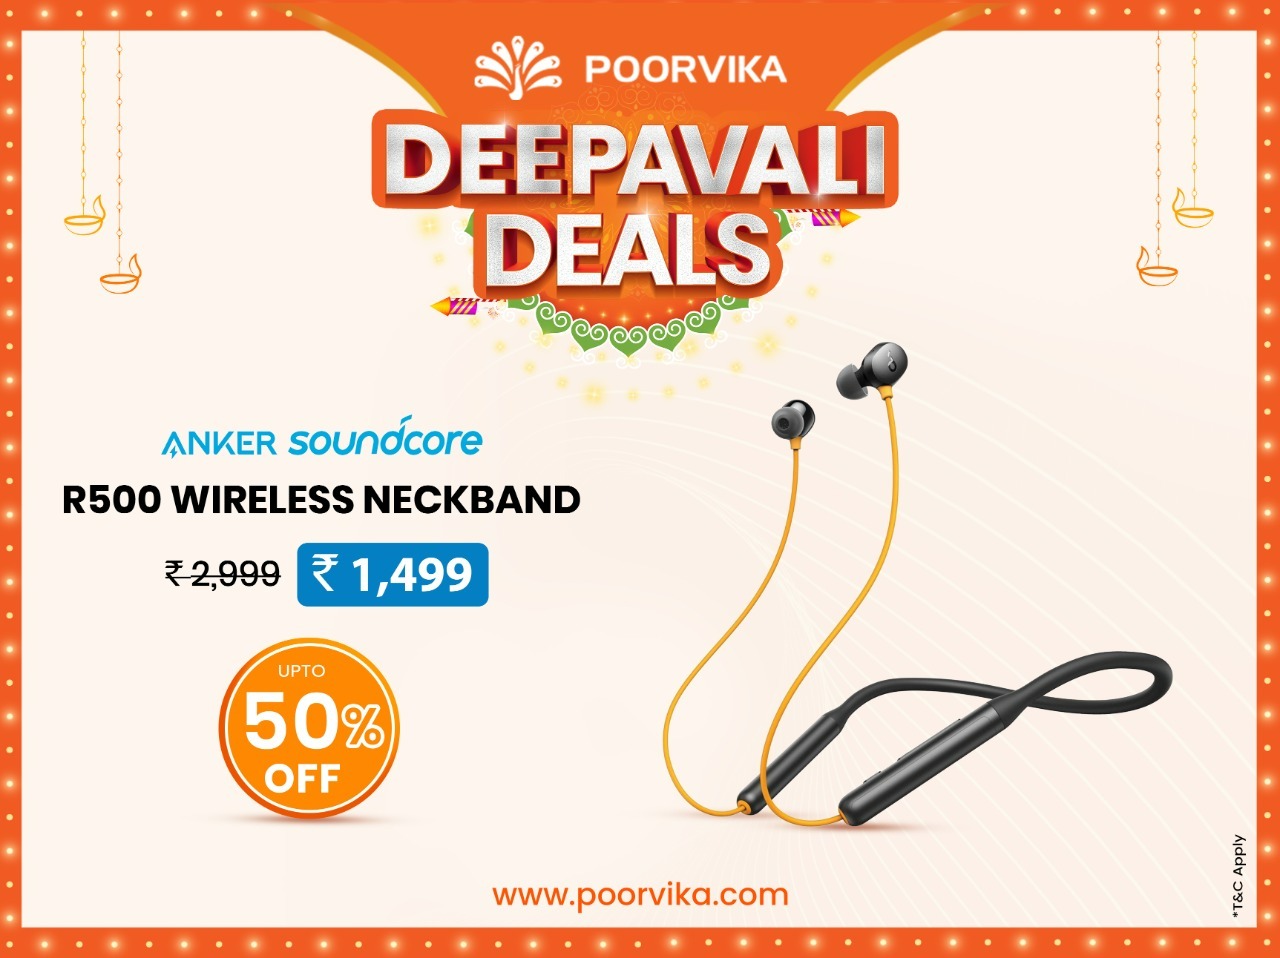 POORVIKA
DEEPAVALI
DEALS
ANKER soundcore
R500 WIRELESS NECKBAND
₹ 2,999 ₹ 1,499
UPTO
50%
OFF
www.poorvika.com
*T&C Apply